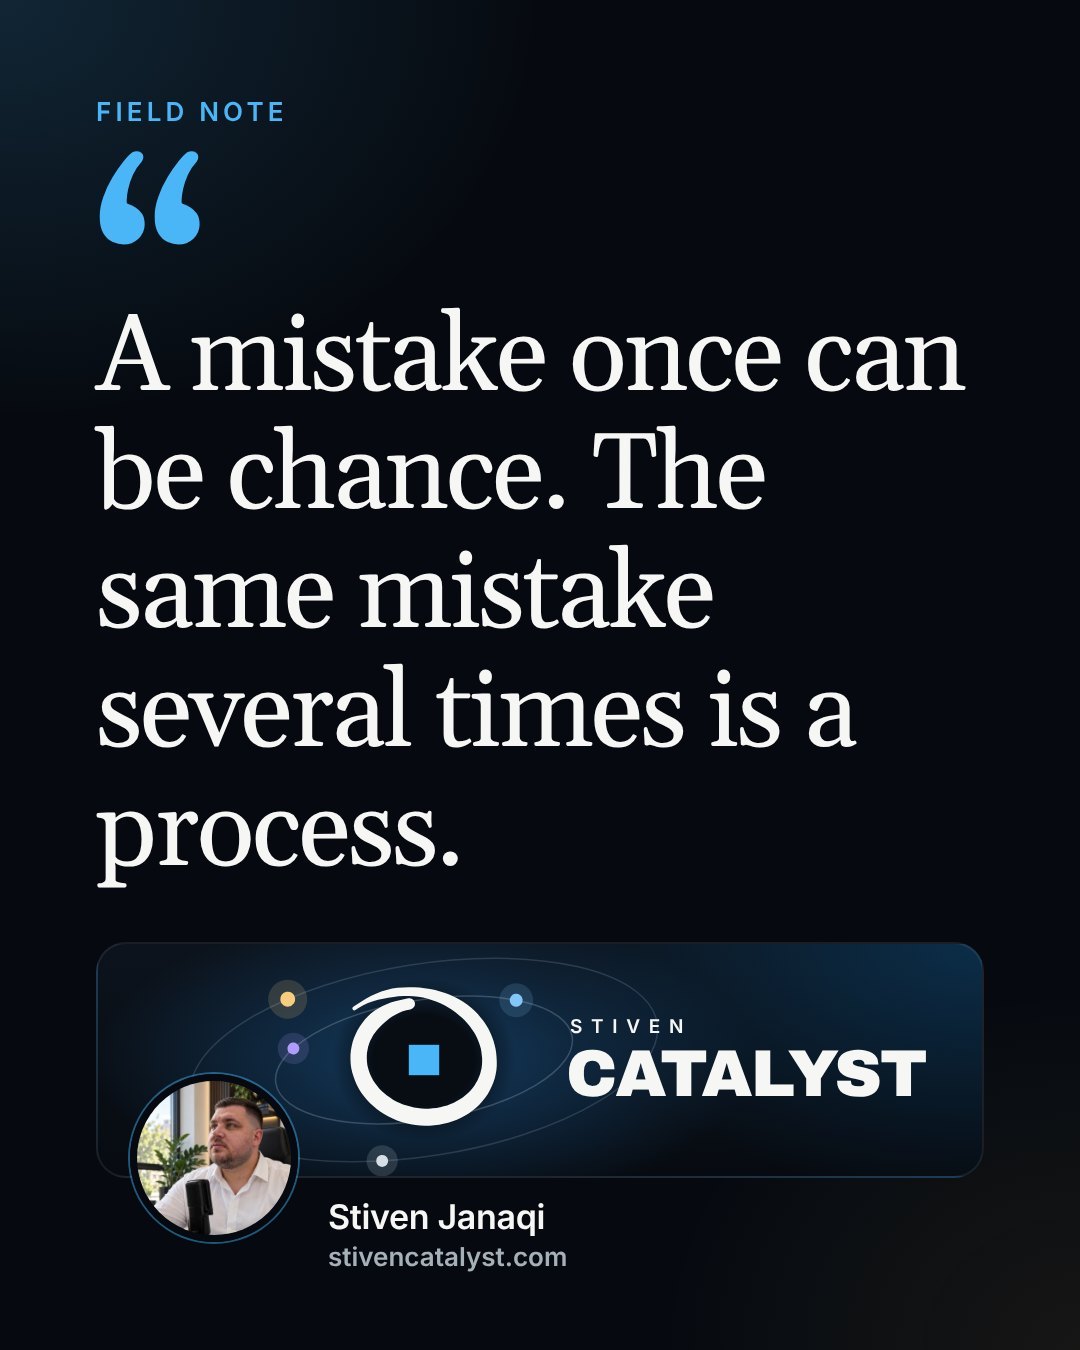 FIELD NOTE
“
A mistake once can
be chance. The
same mistake
several times is a
process.
STIVEN
CATALYST
Stiven Janaqi
stivencatalyst.com